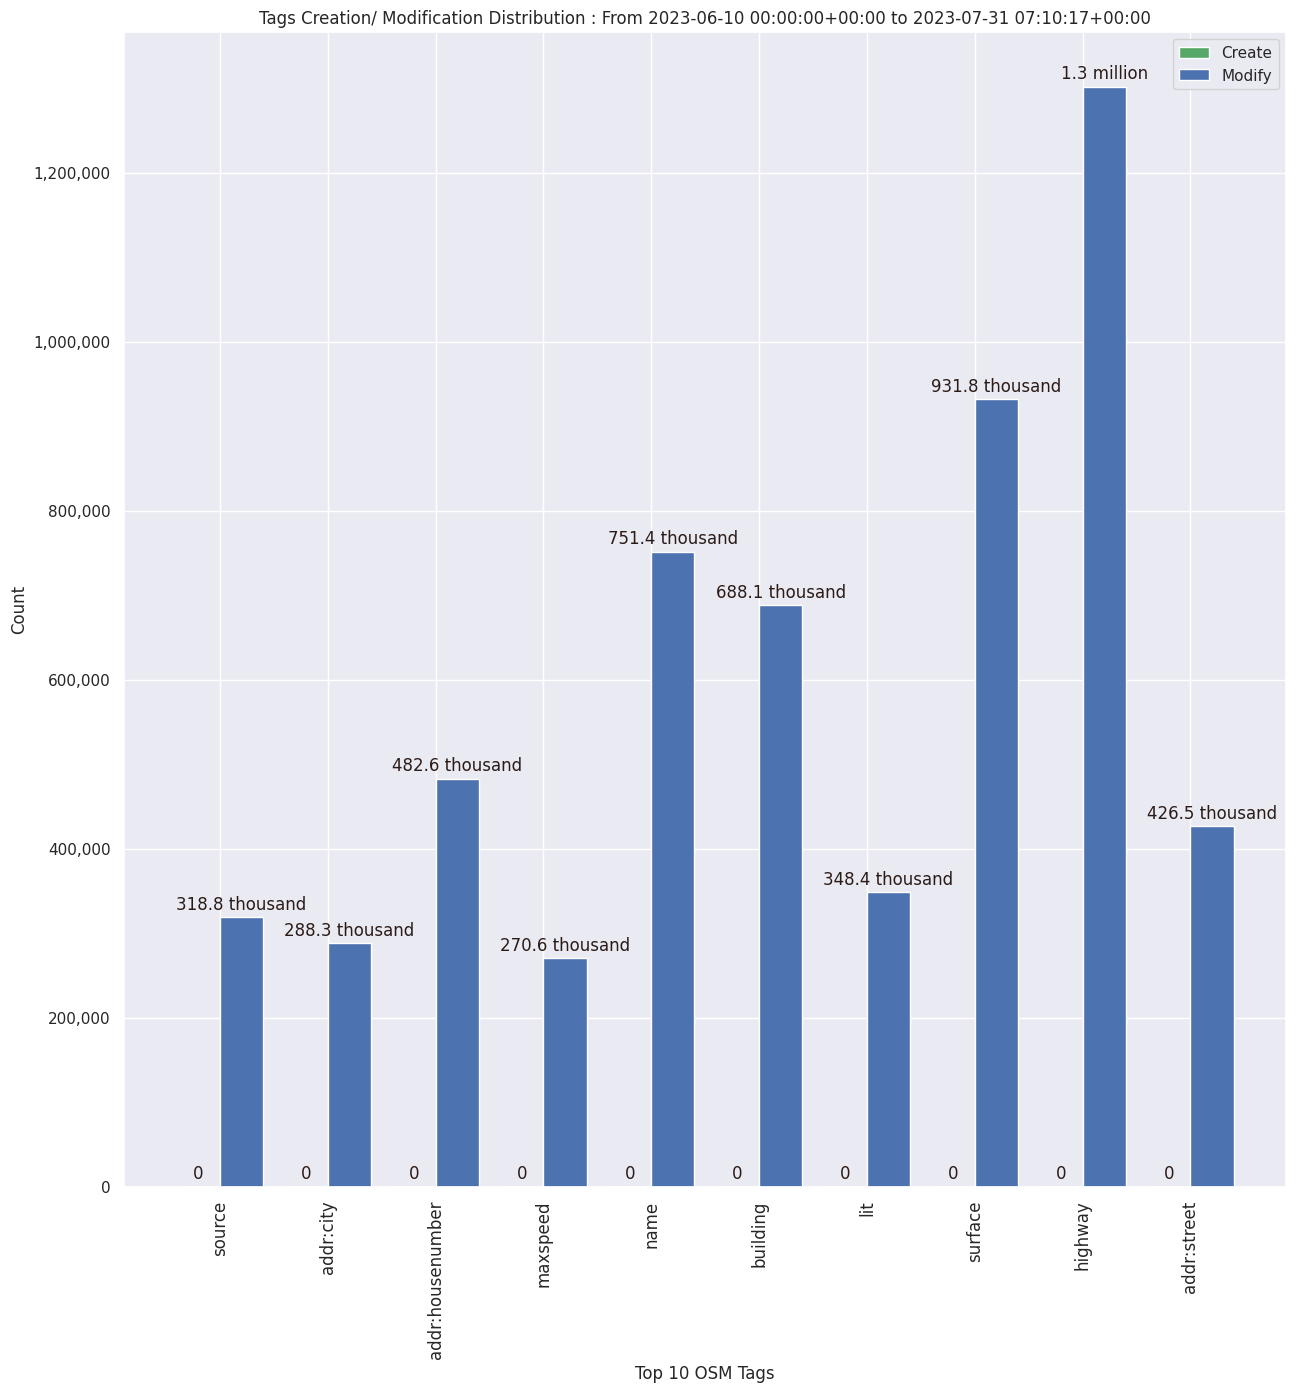 Tags Creation/ Modification Distribution : From 2023-06-10 00:00:00+00:00 to 2023-07-31 07:10:17+00:00
Create
Modify
Count
1,200,000
1,000,000
800,000
600,000
400,000
200,000
0
318.8 thousand
288.3 thousand
482.6 thousand
270.6 thousand
751.4 thousand
688.1 thousand
348.4 thousand
931.8 thousand
1.3 million
426.5 thousand
0
0
0
0
0
0
0
0
0
0
source
addr:city
addr:housenumber
maxspeed
name
building
lit
surface
highway
addr:street
Top 10 OSM Tags